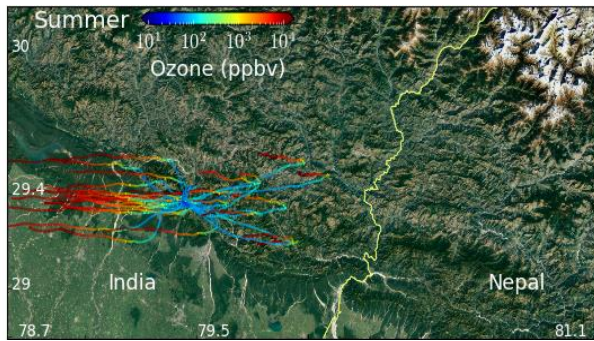 Summer
10¹ 10² 10³ 10⁴
Ozone (ppbv)
30
29.4
29
India
Nepal
78.7
79.5
81.1